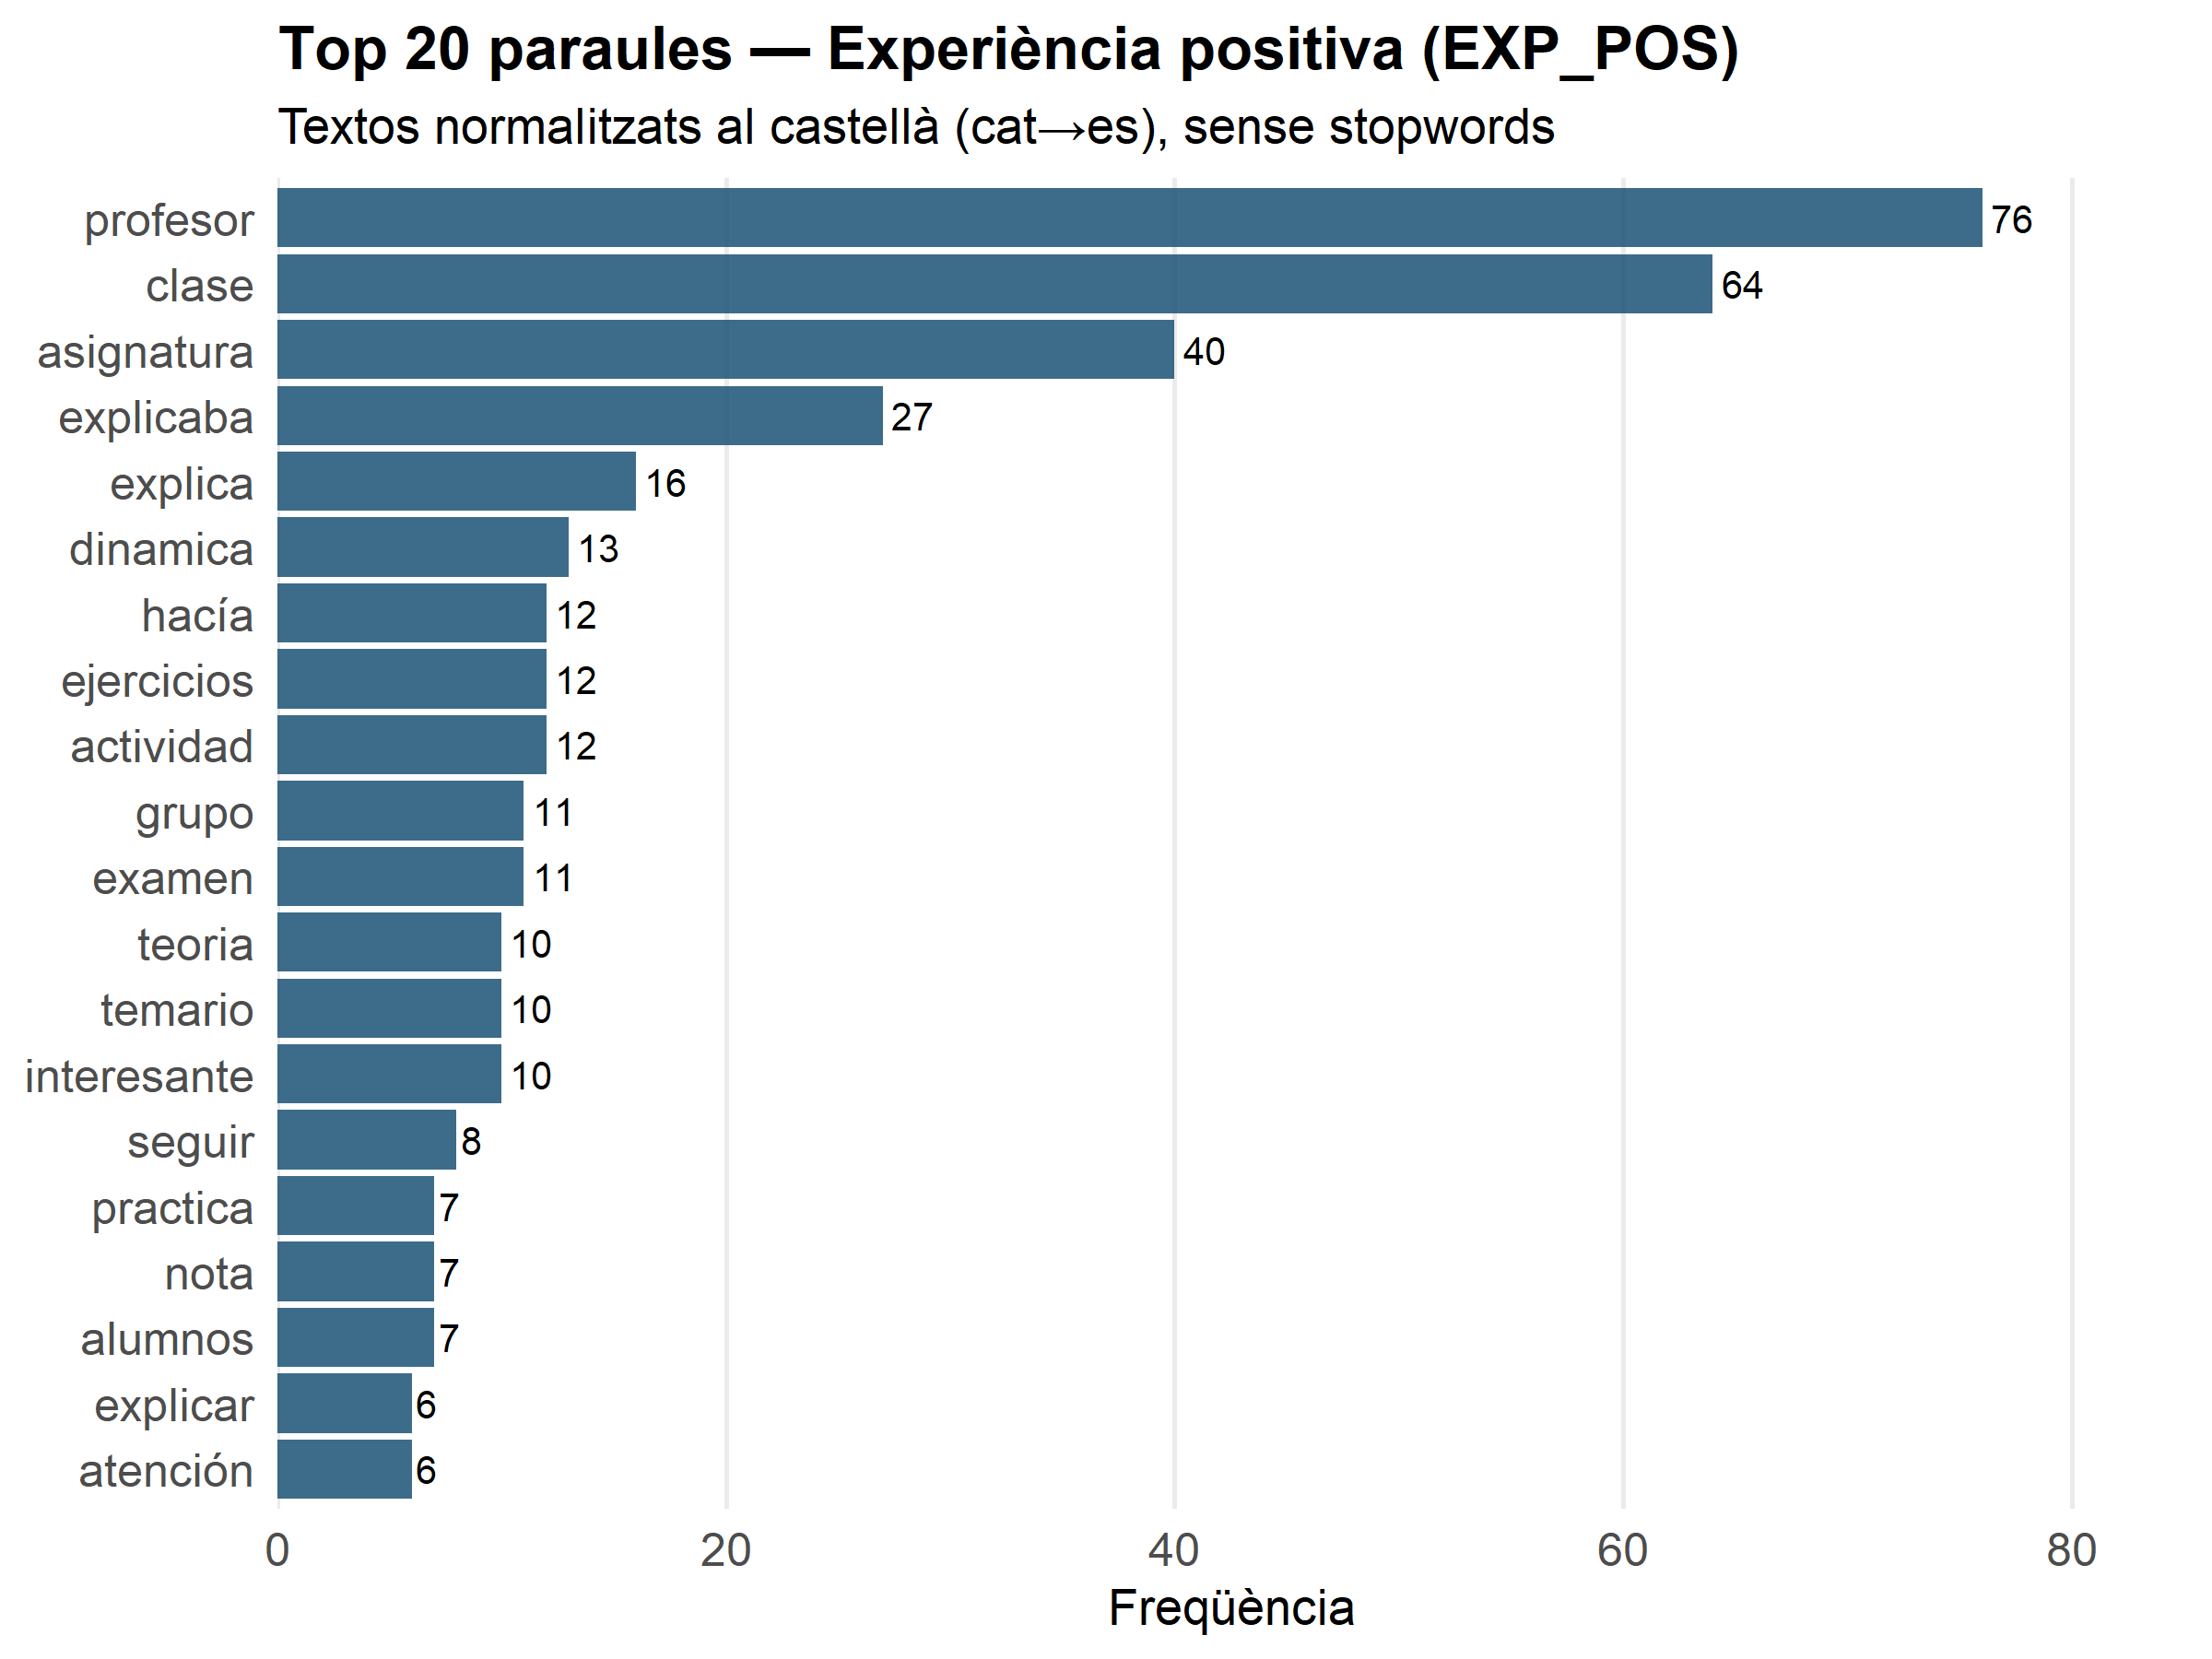 Top 20 paraules — Experiència positiva (EXP_POS)
Textos normalitzats al castellà (cat→es), sense stopwords
profesor 76
clase 64
asignatura 40
explicaba 27
explica 16
dinamica 13
hacía 12
ejercicios 12
actividad 12
grupo 11
examen 11
teoria 10
temario 10
interesante 10
seguir 8
practica 7
nota 7
alumnos 7
explicar 6
atención 6
0 20 40 60 80
Freqüència